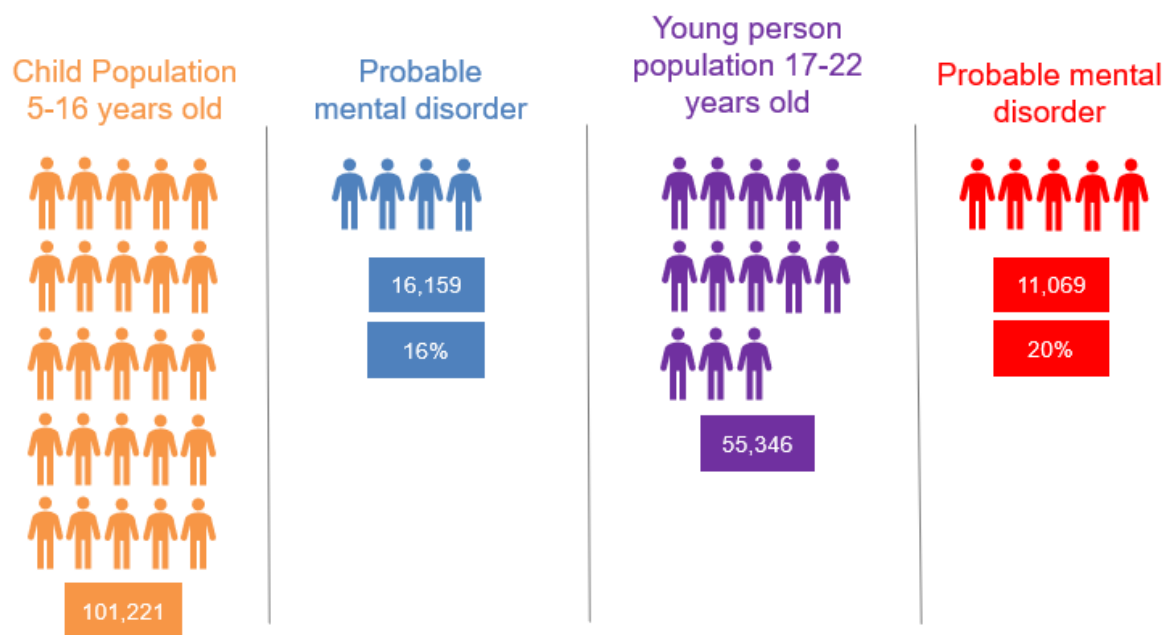 Child Population
5-16 years old
101,221
Probable
mental disorder
16,159
16%
Young person
population 17-22
years old
55,346
Probable mental
disorder
11,069
20%